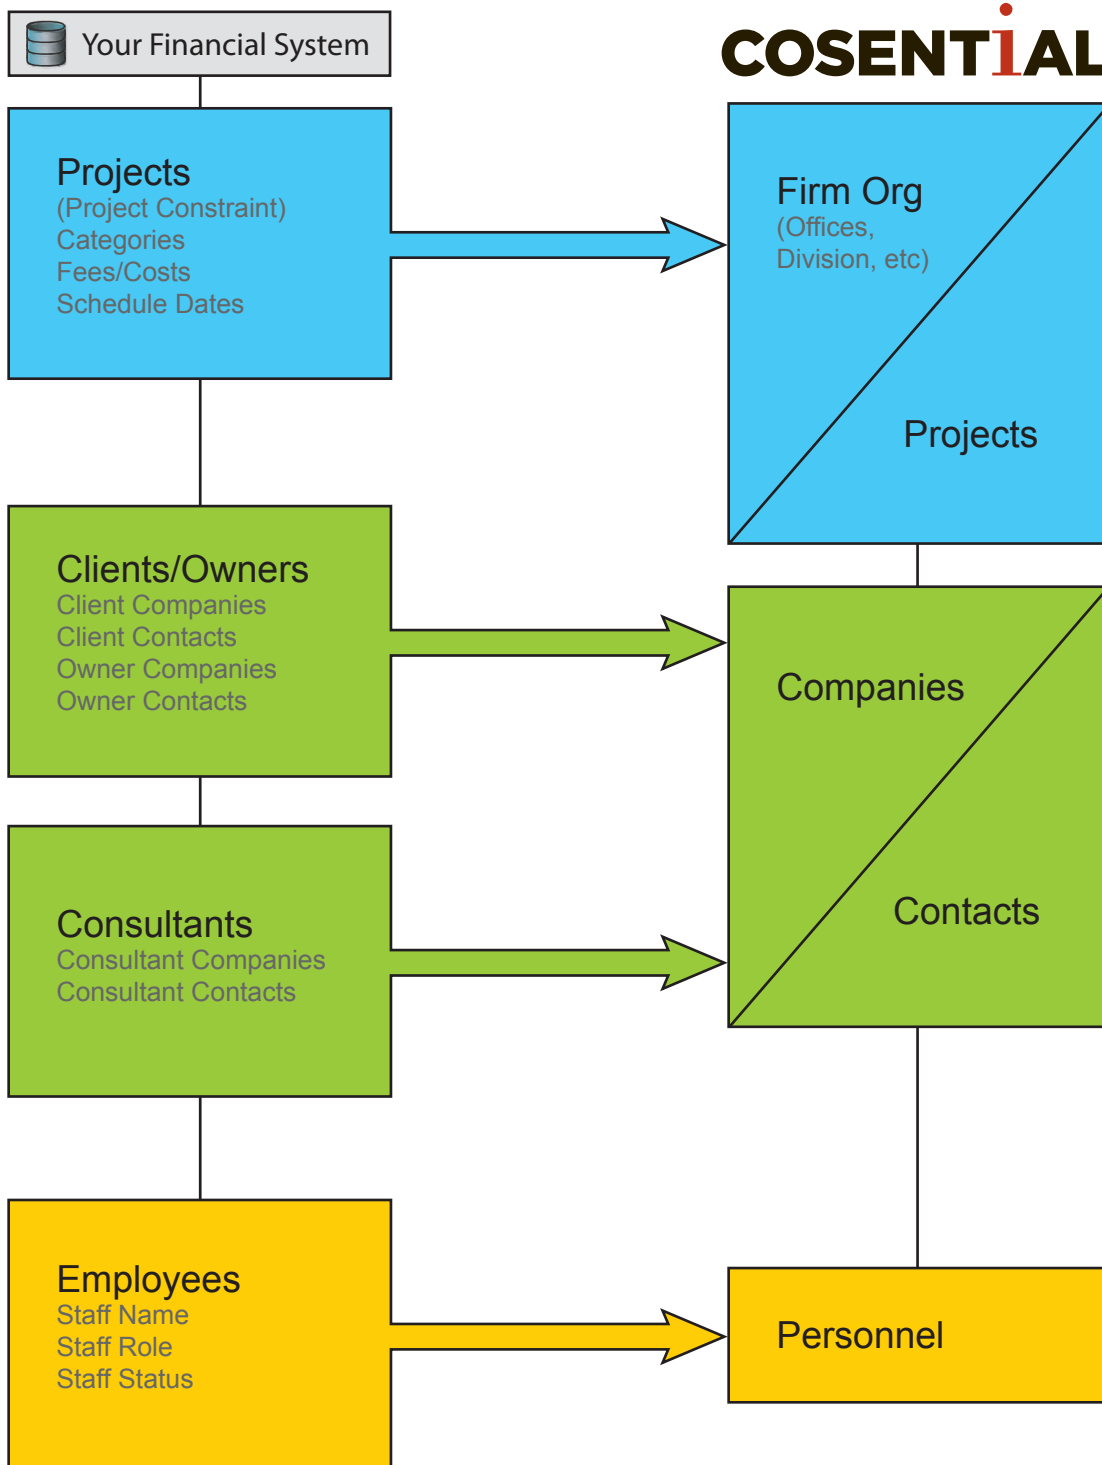 Your Financial System
COSENTiAL
Projects
(Project Constraint)
Categories
Fees/Costs
Schedule Dates
Firm Org
(Offices,
Division, etc)
Projects
Clients/Owners
Client Companies
Client Contacts
Owner Companies
Owner Contacts
Companies
Contacts
Consultants
Consultant Companies
Consultant Contacts
Employees
Staff Name
Staff Role
Staff Status
Personnel